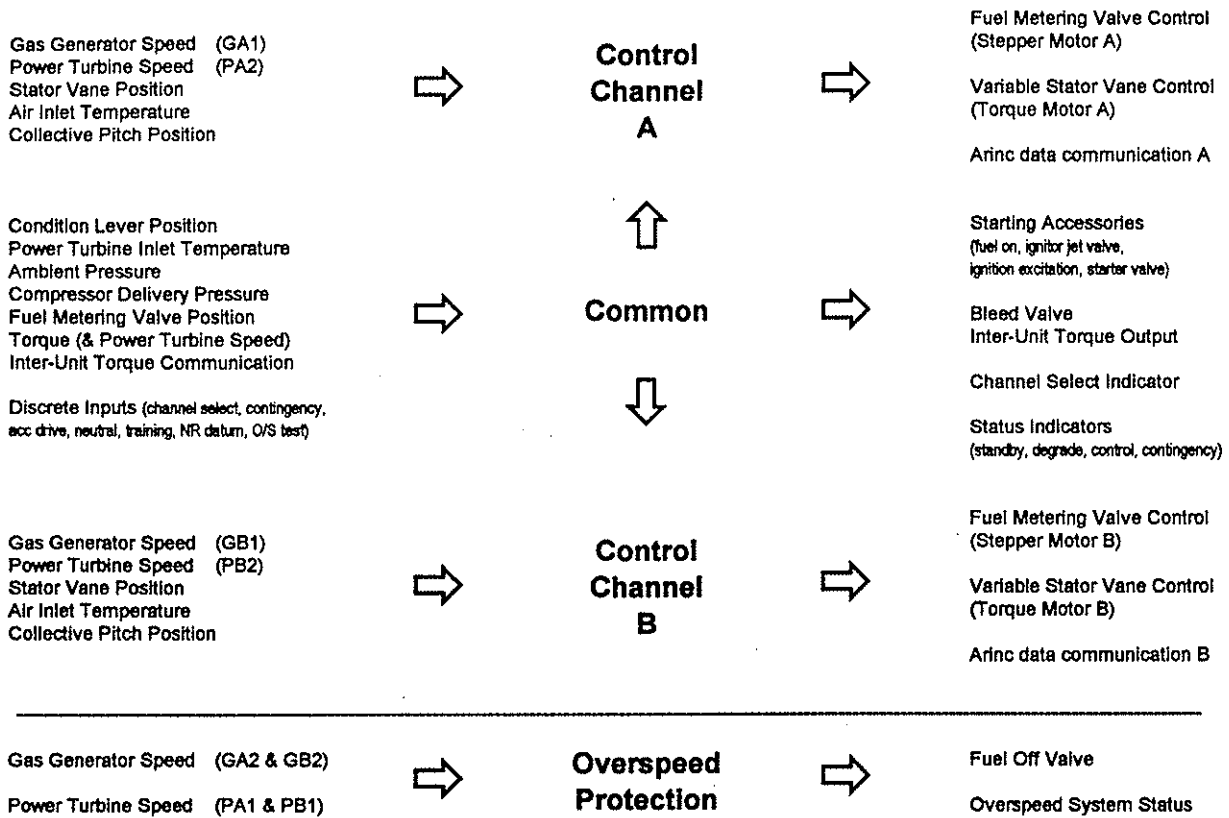 Gas Generator Speed (GA1)
Power Turbine Speed (PA2)
Stator Vane Position
Air Inlet Temperature
Collective Pitch Position
Control
Channel
A
Fuel Metering Valve Control
(Stepper Motor A)
Variable Stator Vane Control
(Torque Motor A)
Arinc data communication A
Condition Lever Position
Power Turbine Inlet Temperature
Ambient Pressure
Compressor Delivery Pressure
Fuel Metering Valve Position
Torque (& Power Turbine Speed)
Inter-Unit Torque Communication
Discrete Inputs (channel select, contingency,
acc drive, neutral, training, NR datum, O/S test)
Common
Starting Accessories
(fuel on, ignitor jet valve,
ignition excitation, starter valve)
Bleed Valve
Inter-Unit Torque Output
Channel Select Indicator
Status Indicators
(standby, degrade, control, contingency)
Gas Generator Speed (GB1)
Power Turbine Speed (PB2)
Stator Vane Position
Air Inlet Temperature
Collective Pitch Position
Control
Channel
B
Fuel Metering Valve Control
(Stepper Motor B)
Variable Stator Vane Control
(Torque Motor B)
Arinc data communication B
Gas Generator Speed (GA2 & GB2)
Power Turbine Speed (PA1 & PB1)
Overspeed
Protection
Fuel Off Valve
Overspeed System Status